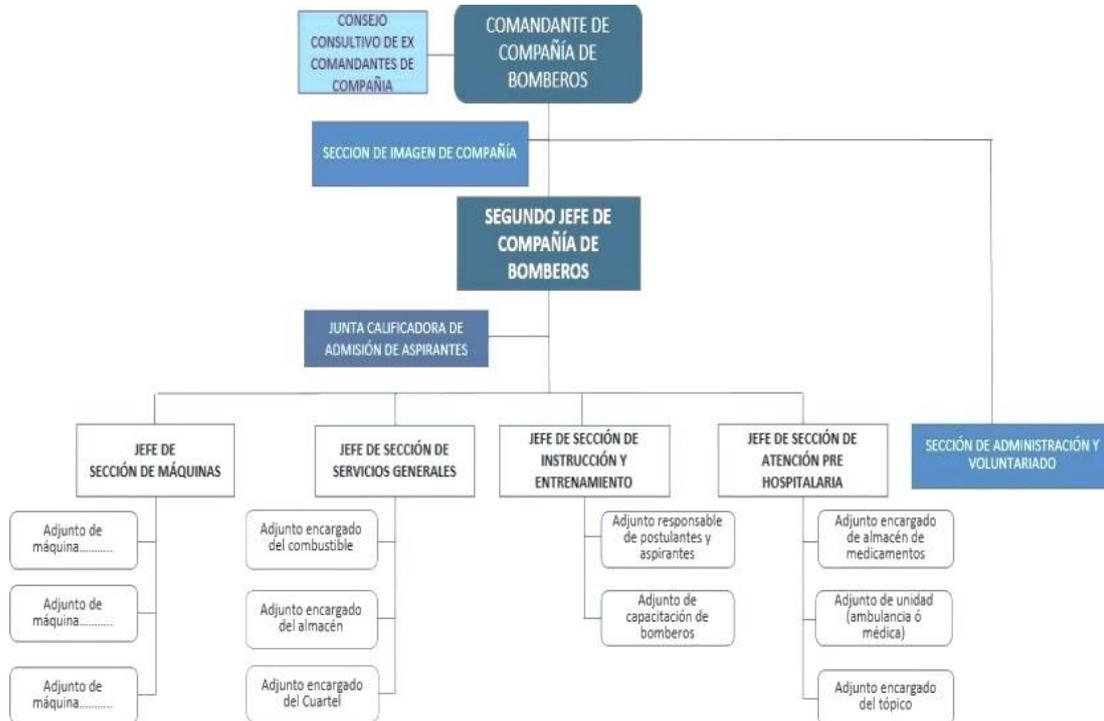 CONSEJO
CONSULTIVO DE EX
COMANDANTES DE
COMPAÑIA
COMANDANTE DE
COMPAÑÍA DE
BOMBEROS
SECCION DE IMAGEN DE COMPAÑÍA
SEGUNDO JEFE DE
COMPAÑÍA DE
BOMBEROS
JUNTA CALIFICADORA DE
ADMISIÓN DE ASPIRANTES
JEFE DE
SECCIÓN DE MÁQUINAS
JEFE DE SECCIÓN DE
SERVICIOS GENERALES
JEFE DE SECCIÓN DE
INSTRUCCIÓN Y
ENTRENAMIENTO
JEFE DE SECCIÓN DE
ATENCIÓN PRE
HOSPITALARIA
SECCIÓN DE ADMINISTRACIÓN Y
VOLUNTARIADO
Adjunto de
máquina...........
Adjunto de
máquina...........
Adjunto de
máquina...........
Adjunto encargado
del combustible
Adjunto encargado
del almacén
Adjunto encargado
del Cuartel
Adjunto responsable
de postulantes y
aspirantes
Adjunto de
capacitación de
bomberos
Adjunto encargado
de almacén de
medicamentos
Adjunto de unidad
(ambulancia ó
médica)
Adjunto encargado
del tópico